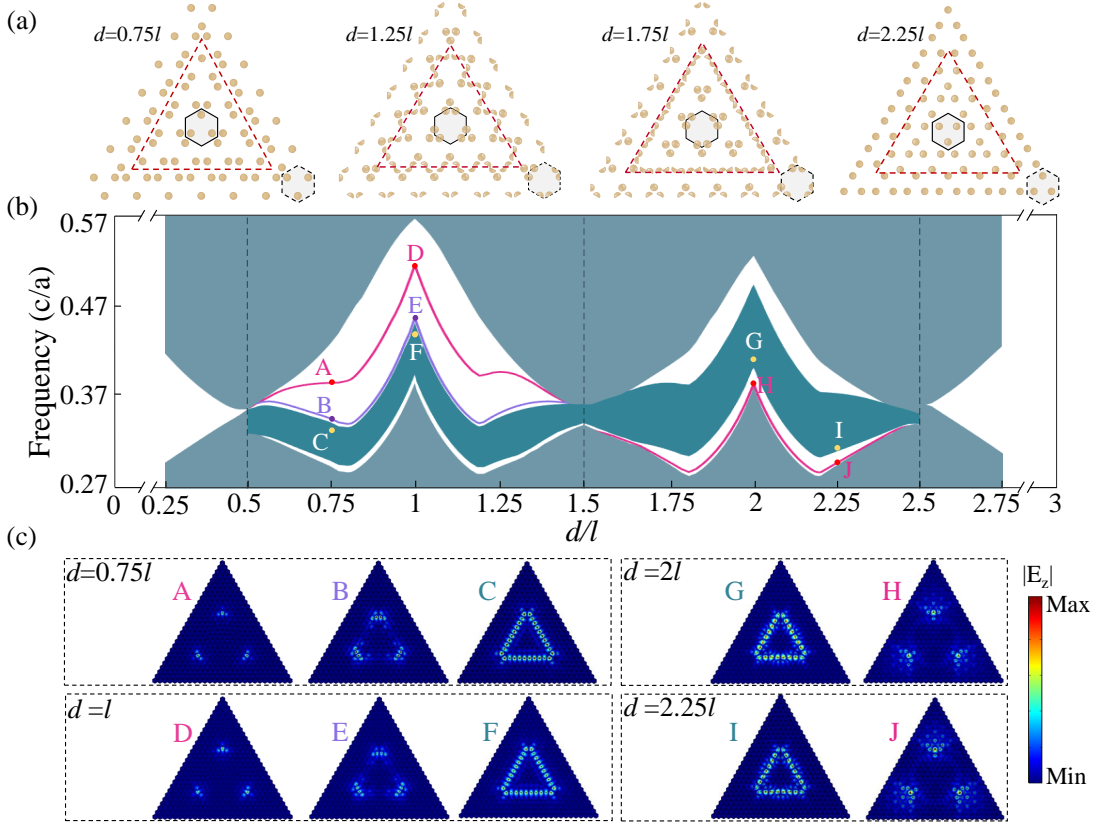 (a)
d=0.75l d=1.25l d=1.75l d=2.25l
(b)
Frequency (c/a)
0.57
0.47
0.37
0.27
A B C D E F G H I J
0 0.25 0.5 0.75 1 1.25 1.5 1.75 2 2.25 2.5 2.75 3
d/l
(c)
d=0.75l A B C
d=2l G H
d=l D E F
d=2.25l I J
|E_z|
Max
Min